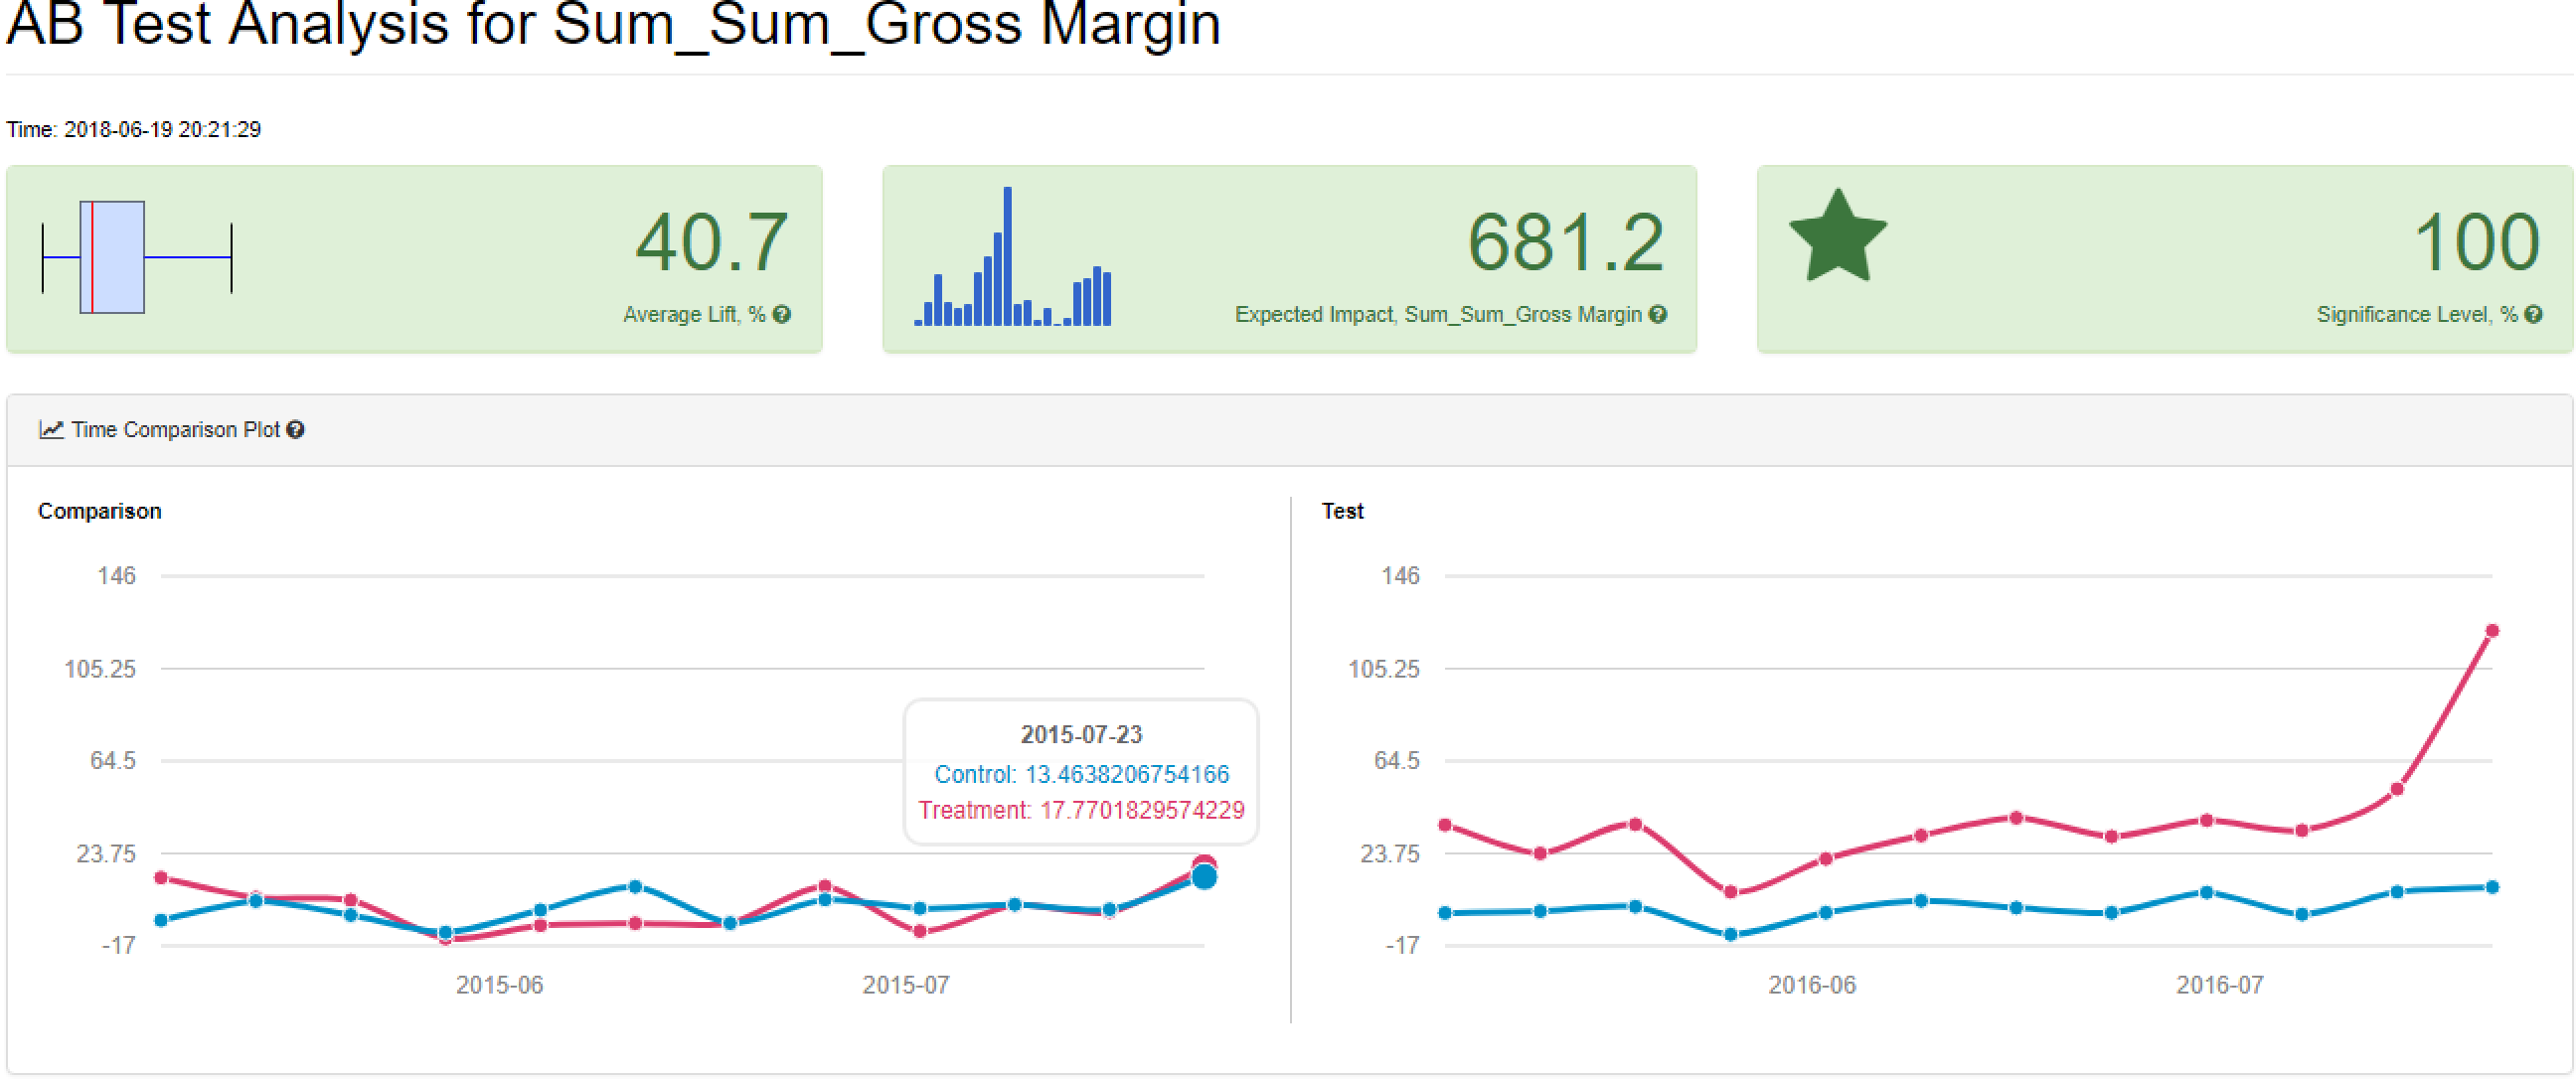 AB Test Analysis for Sum_Sum_Gross Margin
Time: 2018-06-19 20:21:29
40.7
Average Lift, %
681.2
Expected Impact, Sum_Sum_Gross Margin
100
Significance Level, %
Time Comparison Plot
Comparison
146
105.25
64.5
23.75
-17
2015-06
2015-07
2015-07-23
Control: 13.4638206754166
Treatment: 17.7701829574229
Test
146
105.25
64.5
23.75
-17
2016-06
2016-07